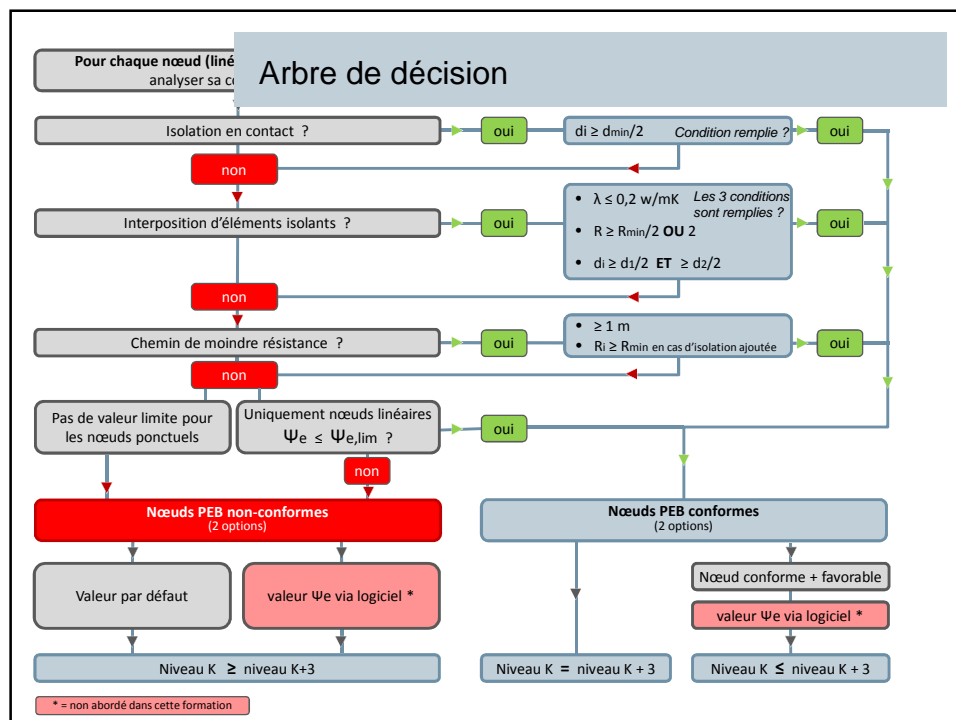 Arbre de décision
Pour chaque nœud (liné
analyser sa co
Isolation en contact ?
oui
di ≥ dmin/2 Condition remplie ?
oui
non
Interposition d'éléments isolants ?
oui
• λ ≤ 0,2 w/mK
Les 3 conditions
sont remplies ?
• R ≥ Rmin/2 OU 2
• di ≥ d1/2 ET ≥ d2/2
oui
non
Chemin de moindre résistance ?
oui
• ≥ 1 m
• Ri ≥ Rmin en cas d'isolation ajoutée
oui
non
Pas de valeur limite pour
les nœuds ponctuels
Uniquement nœuds linéaires
Ψe ≤ Ψe,lim ?
oui
non
Nœuds PEB non-conformes
(2 options)
Nœuds PEB conformes
(2 options)
Valeur par défaut
valeur Ψe via logiciel *
Nœud conforme + favorable
valeur Ψe via logiciel *
Niveau K ≥ niveau K+3
Niveau K = niveau K + 3
Niveau K ≤ niveau K + 3
* = non abordé dans cette formation